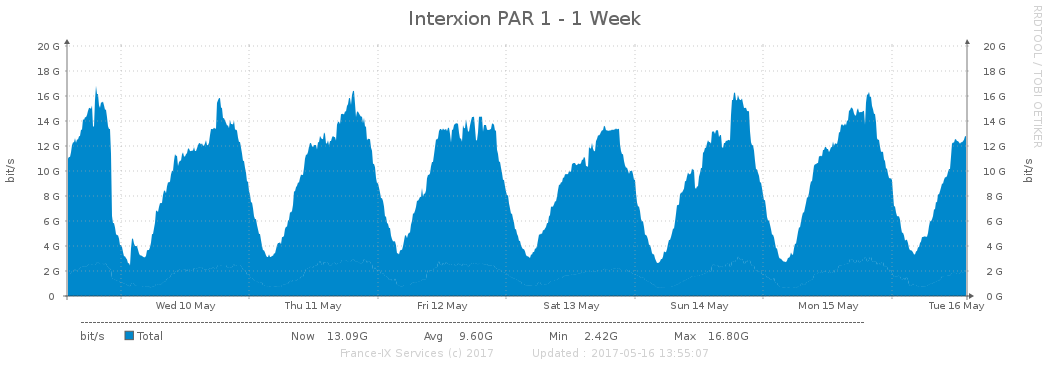 Interxion PAR 1 - 1 Week
RRDTOOL / TOBI OETIKER
20 G 20 G
18 G 18 G
16 G 16 G
14 G 14 G
12 G 12 G
10 G 10 G
8 G 8 G
6 G 6 G
4 G 4 G
2 G 2 G
0 0 G
bit/s bit/s
Wed 10 May Thu 11 May Fri 12 May Sat 13 May Sun 14 May Mon 15 May Tue 16 May
bit/s Total Now 13.09G Avg 9.60G Min 2.42G Max 16.80G
France-IX Services (c) 2017 Updated : 2017-05-16 13:55:07